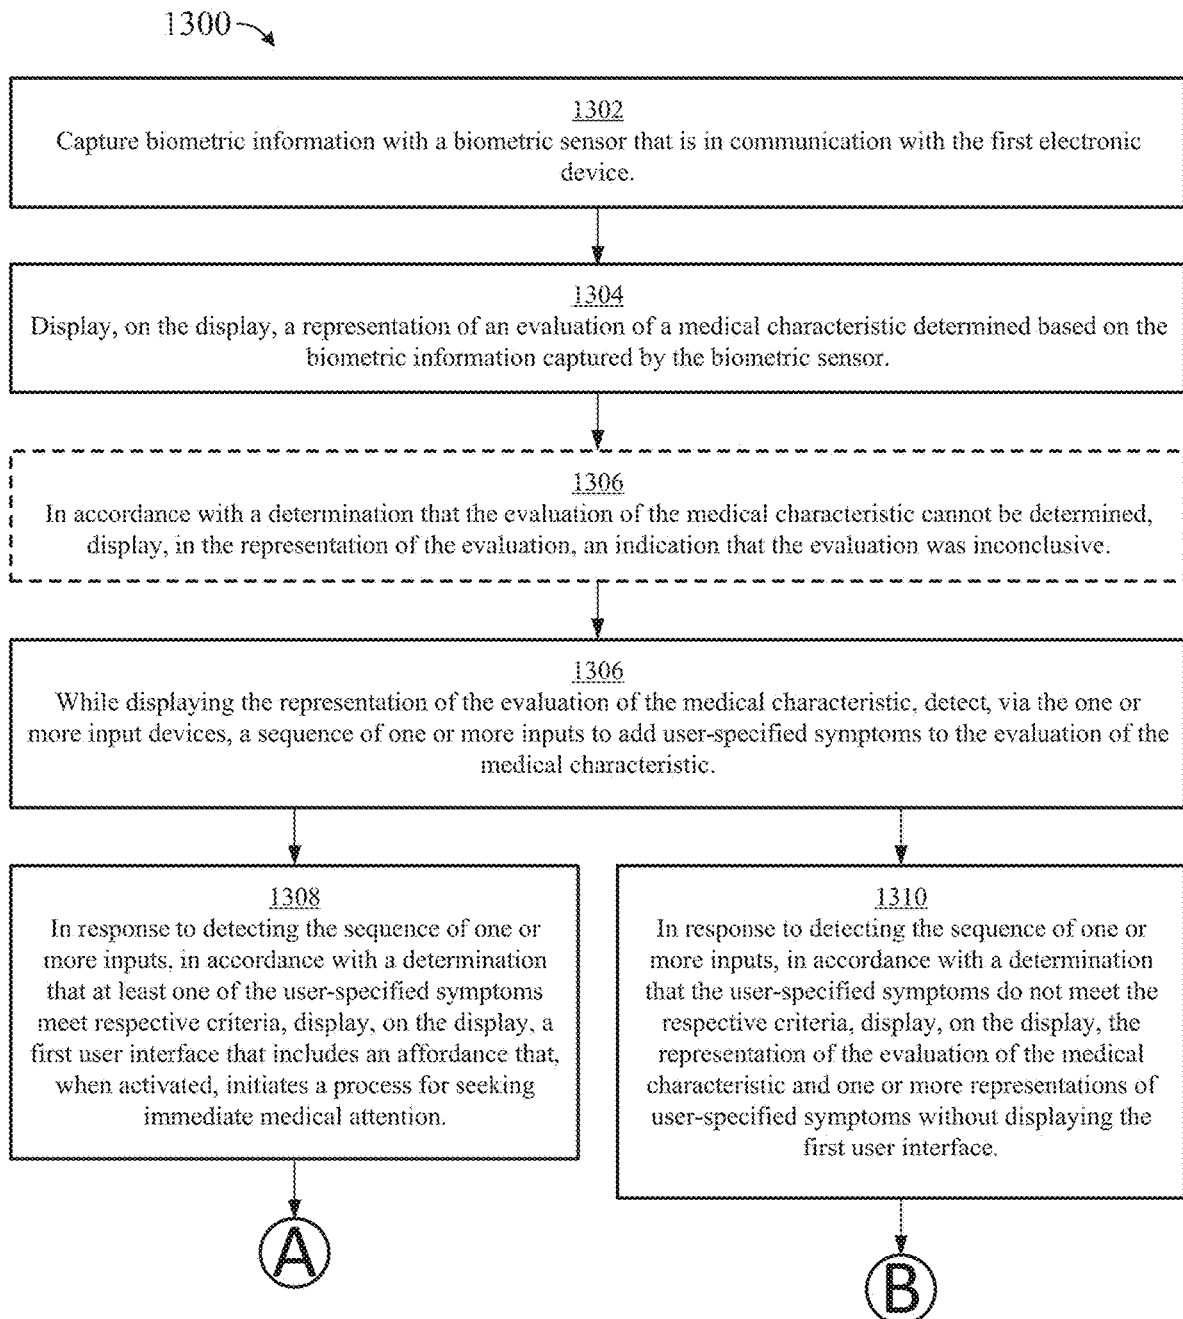 1300
1302
Capture biometric information with a biometric sensor that is in communication with the first electronic
device.
1304
Display, on the display, a representation of an evaluation of a medical characteristic determined based on the
biometric information captured by the biometric sensor.
1306
In accordance with a determination that the evaluation of the medical characteristic cannot be determined,
display, in the representation of the evaluation, an indication that the evaluation was inconclusive.
1306
While displaying the representation of the evaluation of the medical characteristic, detect, via the one or
more input devices, a sequence of one or more inputs to add user-specified symptoms to the evaluation of the
medical characteristic.
1308
In response to detecting the sequence of one or
more inputs, in accordance with a determination
that at least one of the user-specified symptoms
meet respective criteria, display, on the display, a
first user interface that includes an affordance that,
when activated, initiates a process for seeking
immediate medical attention.
A
1310
In response to detecting the sequence of one or
more inputs, in accordance with a determination
that the user-specified symptoms do not meet the
respective criteria, display, on the display, the
representation of the evaluation of the medical
characteristic and one or more representations of
user-specified symptoms without displaying the
first user interface.
B